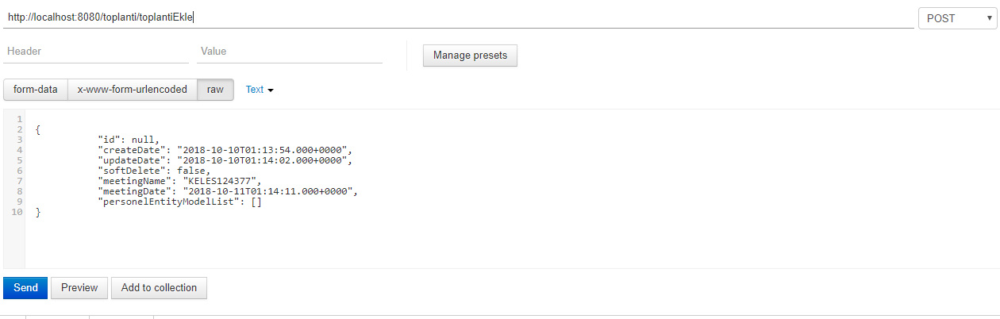 http://localhost:8080/toplanti/toplantiEkle POST
Header Value Manage presets
form-data x-www-form-urlencoded raw Text
1
2 {
3 "id": null,
4 "createDate": "2018-10-10T01:13:54.000+0000",
5 "updateDate": "2018-10-10T01:14:02.000+0000",
6 "softDelete": false,
7 "meetingName": "KELES124377",
8 "meetingDate": "2018-10-11T01:14:11.000+0000",
9 "personelEntityModelList": []
10 }
Send Preview Add to collection